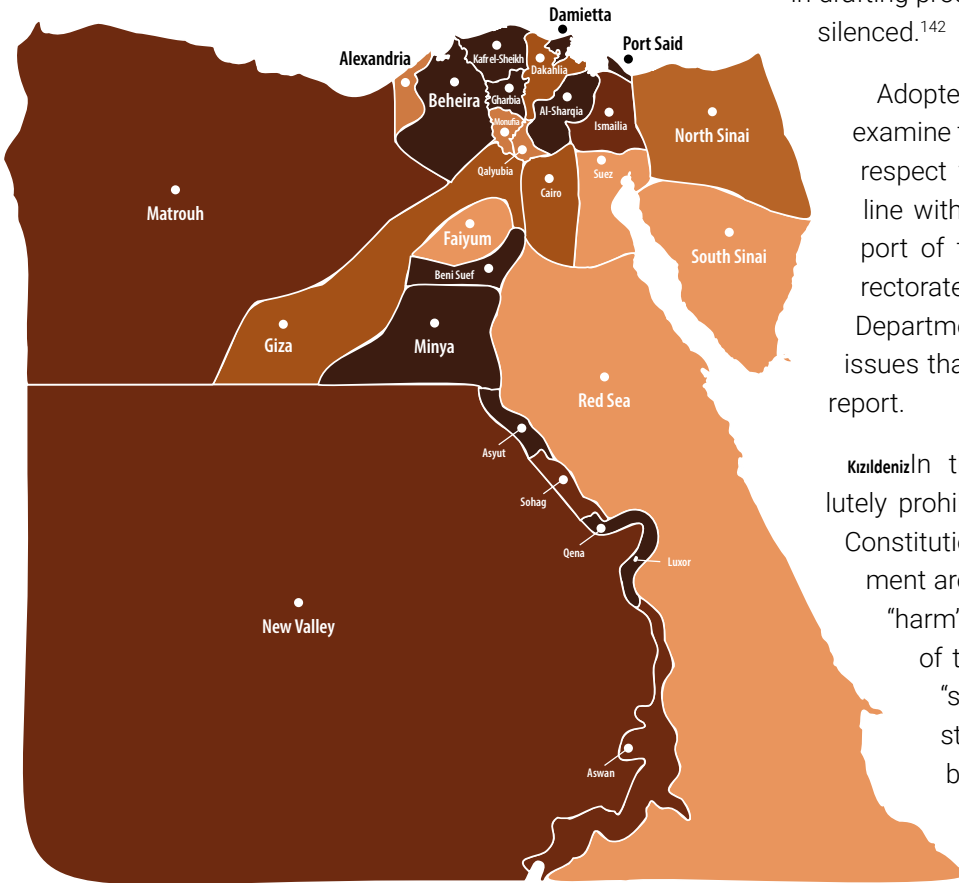 Damietta
Port Said
Alexandria
Kafr el-Sheikh
Dakahlia
Beheira
Gharbia
Al-Sharqia
Ismailia
North Sinai
Monufia
Qalyubia
Suez
Cairo
Matrouh
Faiyum
Beni Suef
South Sinai
Giza
Minya
Red Sea
Asyut
Sohag
Qena
Luxor
New Valley
Aswan
in drafting
silenced.142
Adopte
examine
respect
line with
port of
rectorate
Departme
issues tha
report.
KızıldenizIn t
lutely prohi
Constitutio
ment are
“harm”
of t
“s
st
b